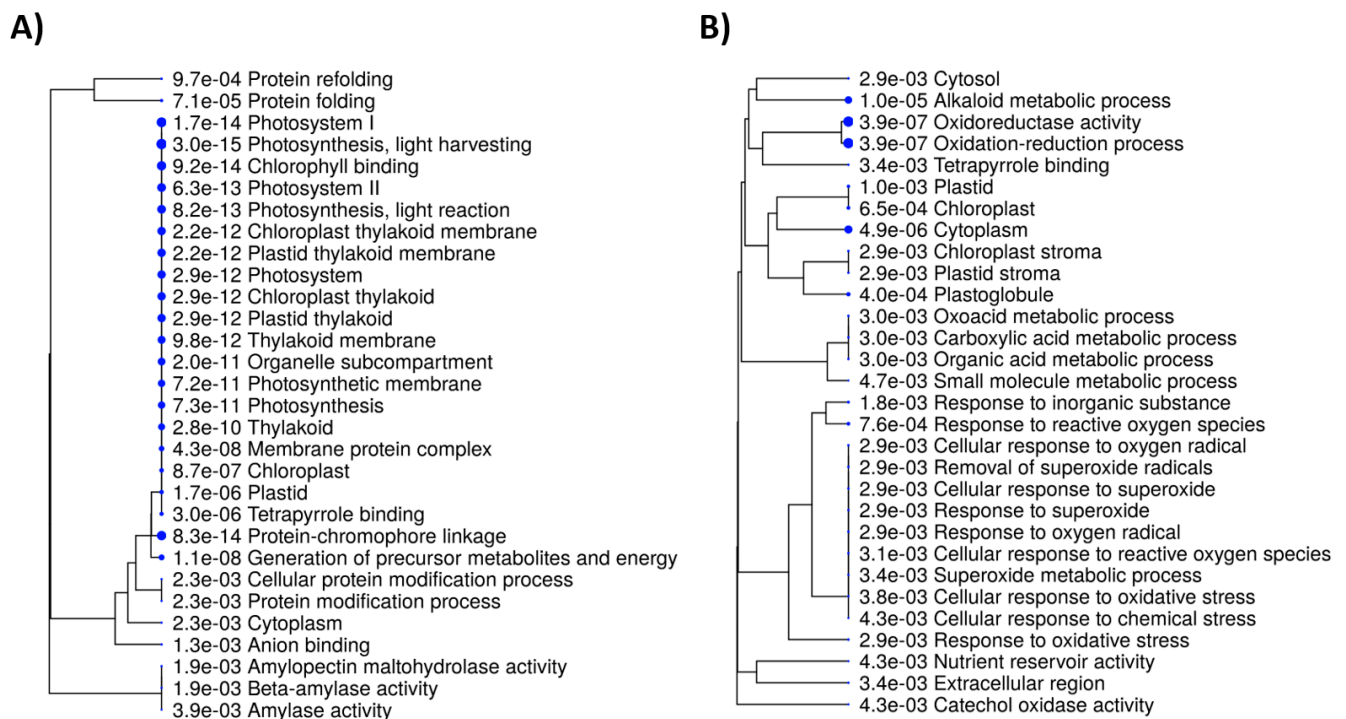 A)
9.7e-04 Protein refolding
7.1e-05 Protein folding
1.7e-14 Photosystem I
3.0e-15 Photosynthesis, light harvesting
9.2e-14 Chlorophyll binding
6.3e-13 Photosystem II
8.2e-13 Photosynthesis, light reaction
2.2e-12 Chloroplast thylakoid membrane
2.2e-12 Plastid thylakoid membrane
2.9e-12 Photosystem
2.9e-12 Chloroplast thylakoid
2.9e-12 Plastid thylakoid
9.8e-12 Thylakoid membrane
2.0e-11 Organelle subcompartment
7.2e-11 Photosynthetic membrane
7.3e-11 Photosynthesis
2.8e-10 Thylakoid
4.3e-08 Membrane protein complex
8.7e-07 Chloroplast
1.7e-06 Plastid
3.0e-06 Tetrapyrrole binding
8.3e-14 Protein-chromophore linkage
1.1e-08 Generation of precursor metabolites and energy
2.3e-03 Cellular protein modification process
2.3e-03 Protein modification process
2.3e-03 Cytoplasm
1.3e-03 Anion binding
1.9e-03 Amylopectin maltohydrolase activity
1.9e-03 Beta-amylase activity
3.9e-03 Amylase activity
B)
2.9e-03 Cytosol
1.0e-05 Alkaloid metabolic process
3.9e-07 Oxidoreductase activity
3.9e-07 Oxidation-reduction process
3.4e-03 Tetrapyrrole binding
1.0e-03 Plastid
6.5e-04 Chloroplast
4.9e-06 Cytoplasm
2.9e-03 Chloroplast stroma
2.9e-03 Plastid stroma
4.0e-04 Plastoglobule
3.0e-03 Oxoacid metabolic process
3.0e-03 Carboxylic acid metabolic process
3.0e-03 Organic acid metabolic process
4.7e-03 Small molecule metabolic process
1.8e-03 Response to inorganic substance
7.6e-04 Response to reactive oxygen species
2.9e-03 Cellular response to oxygen radical
2.9e-03 Removal of superoxide radicals
2.9e-03 Cellular response to superoxide
2.9e-03 Response to superoxide
2.9e-03 Response to oxygen radical
3.1e-03 Cellular response to reactive oxygen species
3.4e-03 Superoxide metabolic process
3.8e-03 Cellular response to oxidative stress
4.3e-03 Cellular response to chemical stress
2.9e-03 Response to oxidative stress
4.3e-03 Nutrient reservoir activity
3.4e-03 Extracellular region
4.3e-03 Catechol oxidase activity